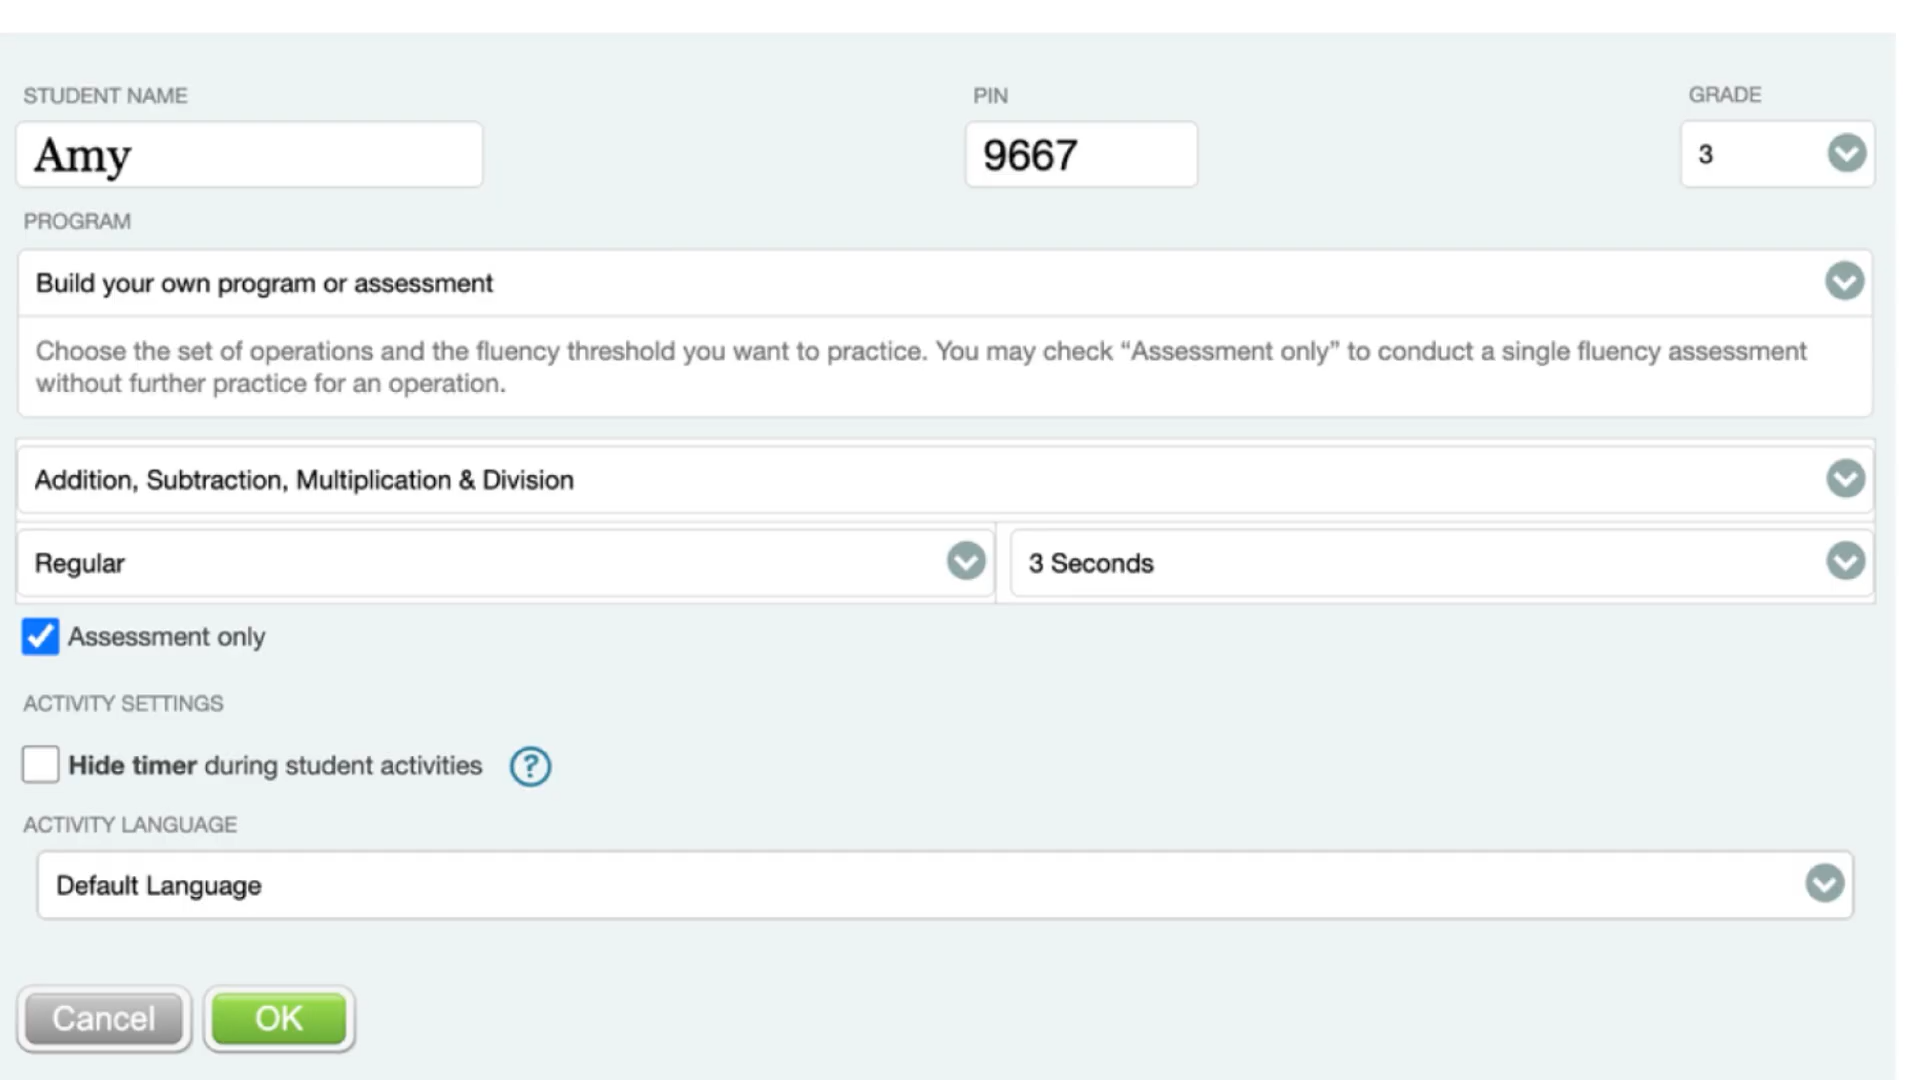 STUDENT NAME
PIN
GRADE
Amy
9667
3
PROGRAM
Build your own program or assessment
Choose the set of operations and the fluency threshold you want to practice. You may check “Assessment only” to conduct a single fluency assessment
without further practice for an operation.
Addition, Subtraction, Multiplication & Division
Regular
3 Seconds
Assessment only
ACTIVITY SETTINGS
Hide timer during student activities ?
ACTIVITY LANGUAGE
Default Language
Cancel
OK